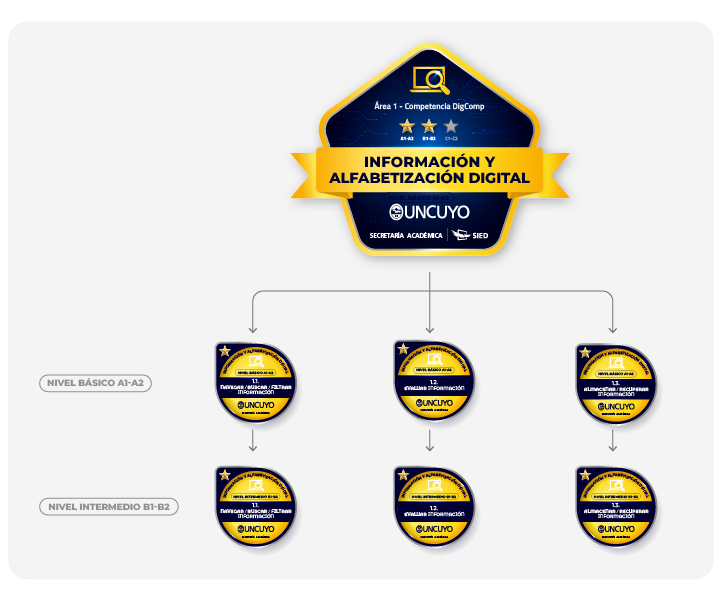 Área 1 - Competencia DigComp
A1-A2 B1-B2 C1-C2
INFORMACIÓN Y
ALFABETIZACIÓN DIGITAL
UNCUYO
SECRETARÍA ACADÉMICA SIED
NIVEL BÁSICO A1-A2
INFORMACIÓN Y ALFABETIZACIÓN DIGITAL
NIVEL BÁSICO A1-A2
1.1.
NAVEGAR / BUSCAR / FILTRAR
INFORMACIÓN
UNCUYO
SECRETARÍA ACADÉMICA
INFORMACIÓN Y ALFABETIZACIÓN DIGITAL
NIVEL BÁSICO A1-A2
1.2.
EVALUAR INFORMACIÓN
UNCUYO
SECRETARÍA ACADÉMICA
INFORMACIÓN Y ALFABETIZACIÓN DIGITAL
NIVEL BÁSICO A1-A2
1.3.
ALMACENAR / RECUPERAR
INFORMACIÓN
UNCUYO
SECRETARÍA ACADÉMICA
NIVEL INTERMEDIO B1-B2
INFORMACIÓN Y ALFABETIZACIÓN DIGITAL
NIVEL INTERMEDIO B1-B2
1.1.
NAVEGAR / BUSCAR / FILTRAR
INFORMACIÓN
UNCUYO
SECRETARÍA ACADÉMICA
INFORMACIÓN Y ALFABETIZACIÓN DIGITAL
NIVEL INTERMEDIO B1-B2
1.2.
EVALUAR INFORMACIÓN
UNCUYO
SECRETARÍA ACADÉMICA
INFORMACIÓN Y ALFABETIZACIÓN DIGITAL
NIVEL INTERMEDIO B1-B2
1.3.
ALMACENAR / RECUPERAR
INFORMACIÓN
UNCUYO
SECRETARÍA ACADÉMICA